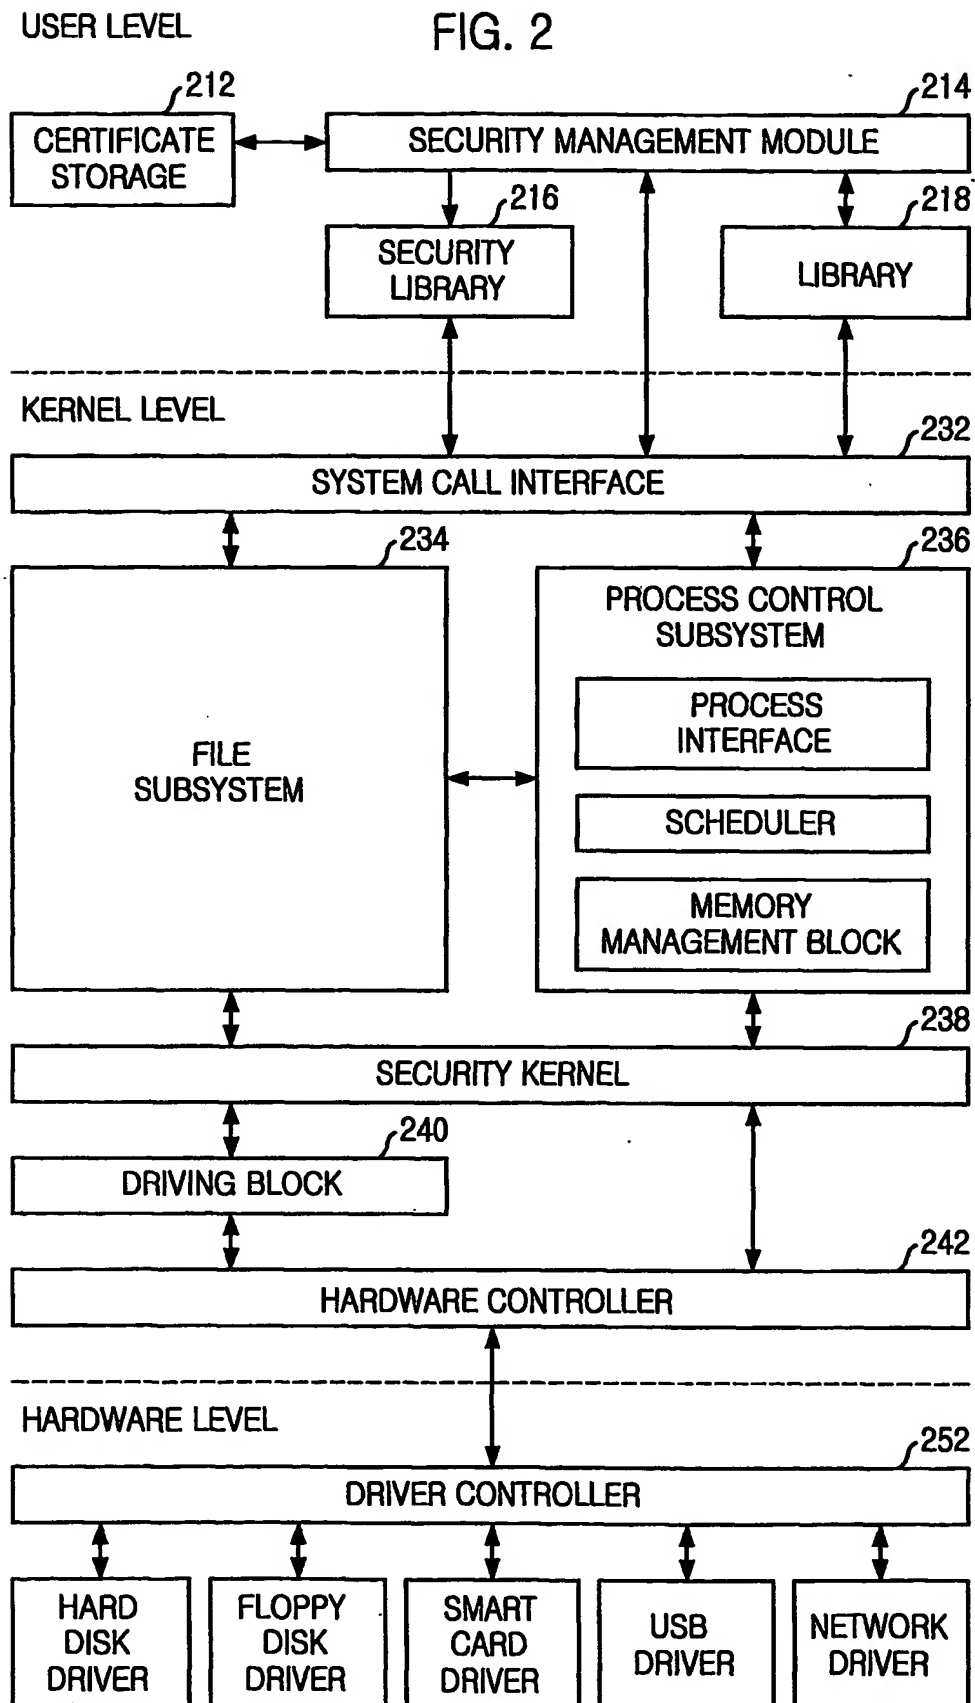 USER LEVEL
FIG. 2
212
214
CERTIFICATE
STORAGE
SECURITY MANAGEMENT MODULE
216
218
SECURITY
LIBRARY
LIBRARY
KERNEL LEVEL
232
SYSTEM CALL INTERFACE
234
236
FILE
SUBSYSTEM
PROCESS CONTROL
SUBSYSTEM
PROCESS
INTERFACE
SCHEDULER
MEMORY
MANAGEMENT BLOCK
238
SECURITY KERNEL
240
DRIVING BLOCK
242
HARDWARE CONTROLLER
HARDWARE LEVEL
252
DRIVER CONTROLLER
HARD
DISK
DRIVER
FLOPPY
DISK
DRIVER
SMART
CARD
DRIVER
USB
DRIVER
NETWORK
DRIVER